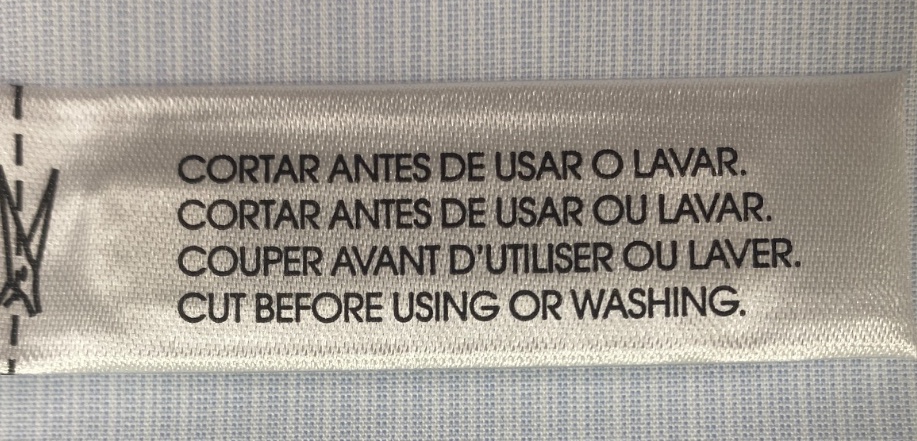 CORTAR ANTES DE USAR O LAVAR.
CORTAR ANTES DE USAR OU LAVAR.
COUPER AVANT D'UTILISER OU LAVER.
CUT BEFORE USING OR WASHING.